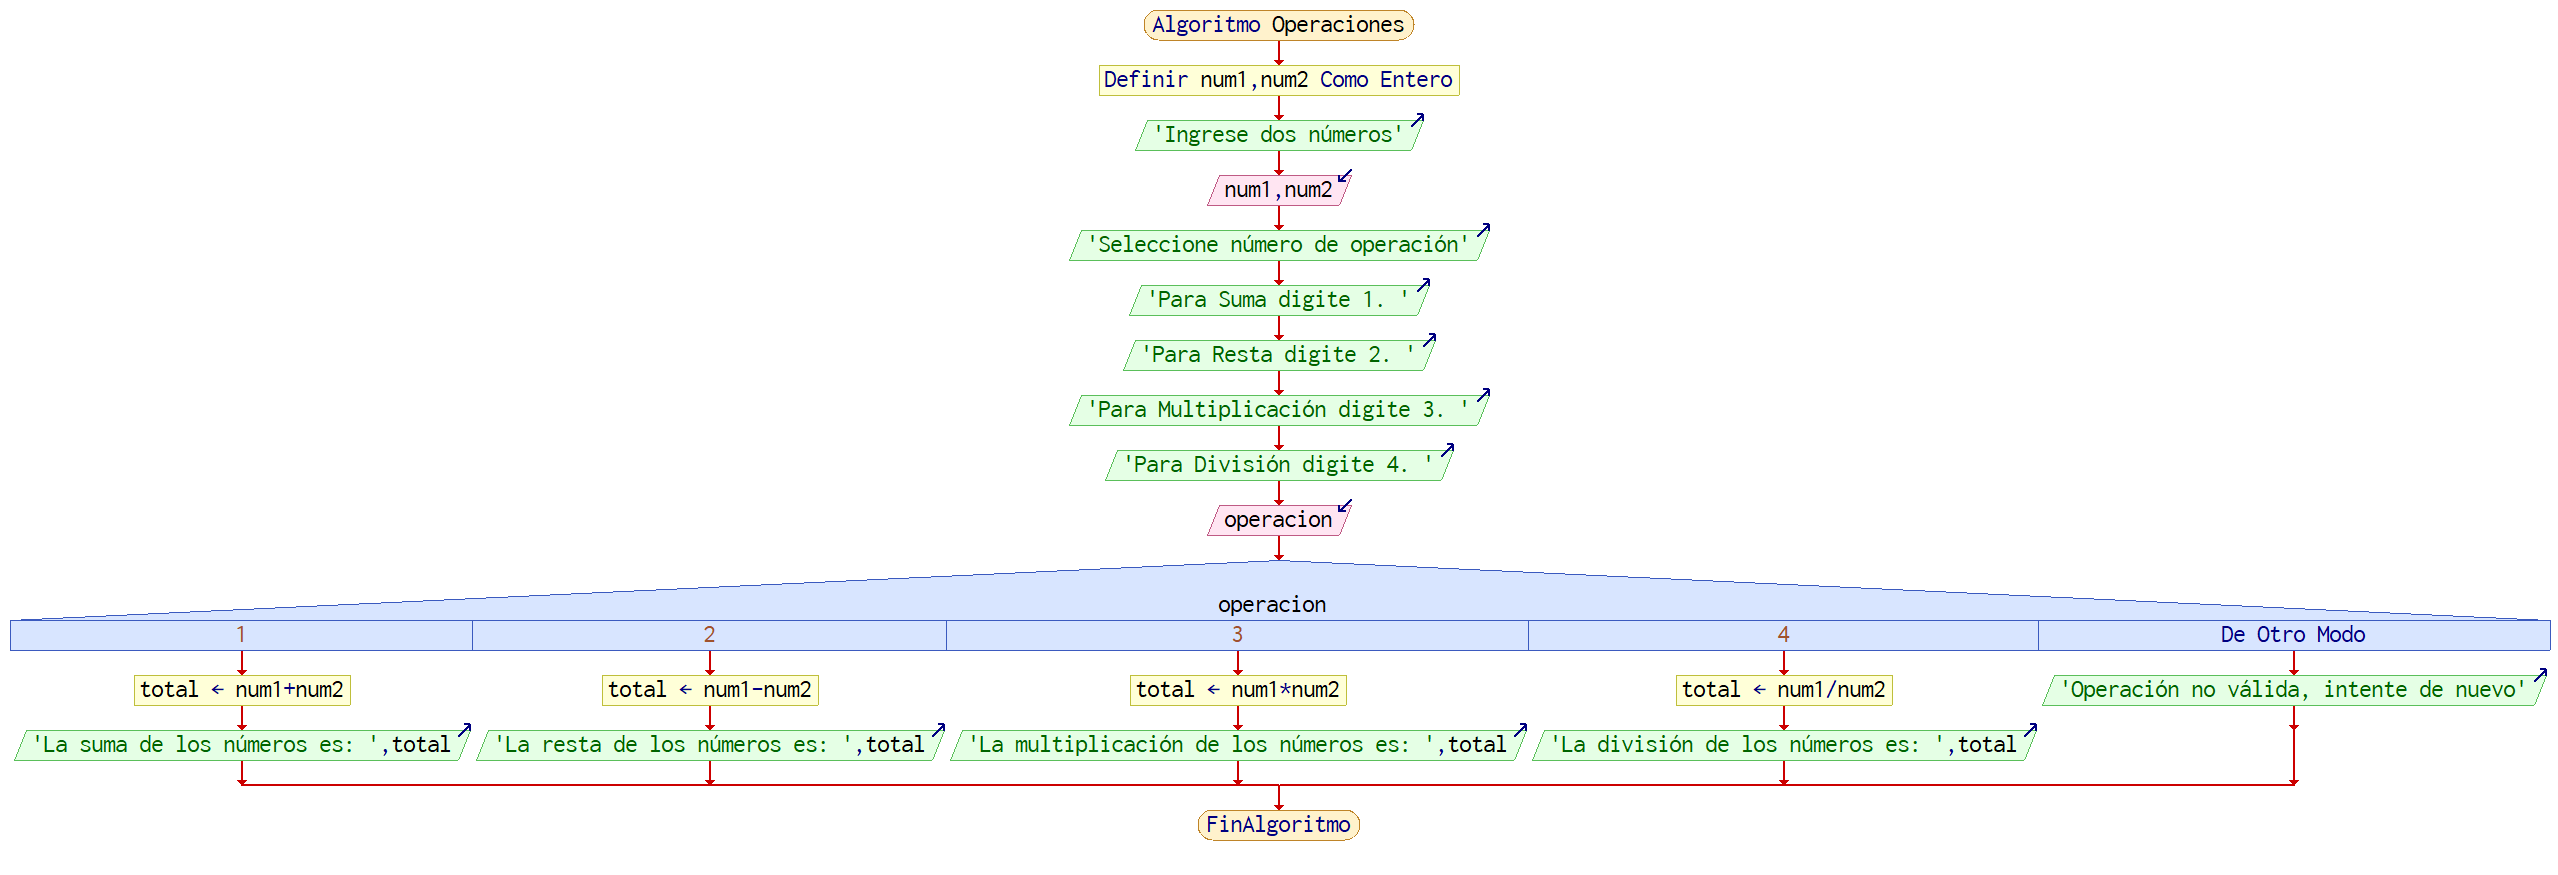 Algoritmo Operaciones
Definir num1,num2 Como Entero
'Ingrese dos números'
num1,num2
'Seleccione número de operación'
'Para Suma digite 1. '
'Para Resta digite 2. '
'Para Multiplicación digite 3. '
'Para División digite 4. '
operacion
operacion
1
2
3
4
De Otro Modo
total ← num1+num2
total ← num1-num2
total ← num1*num2
total ← num1/num2
'Operación no válida, intente de nuevo'
'La suma de los números es: ',total
'La resta de los números es: ',total
'La multiplicación de los números es: ',total
'La división de los números es: ',total
FinAlgoritmo